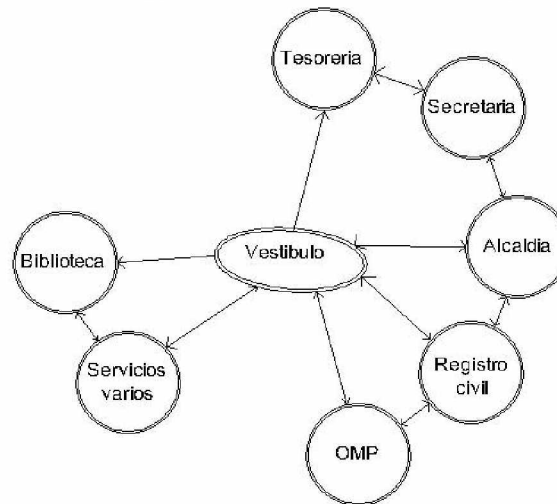 Tesoreria
Secretaria
Vestibulo
Alcaldia
Biblioteca
Servicios
varios
Registro
civil
OMP